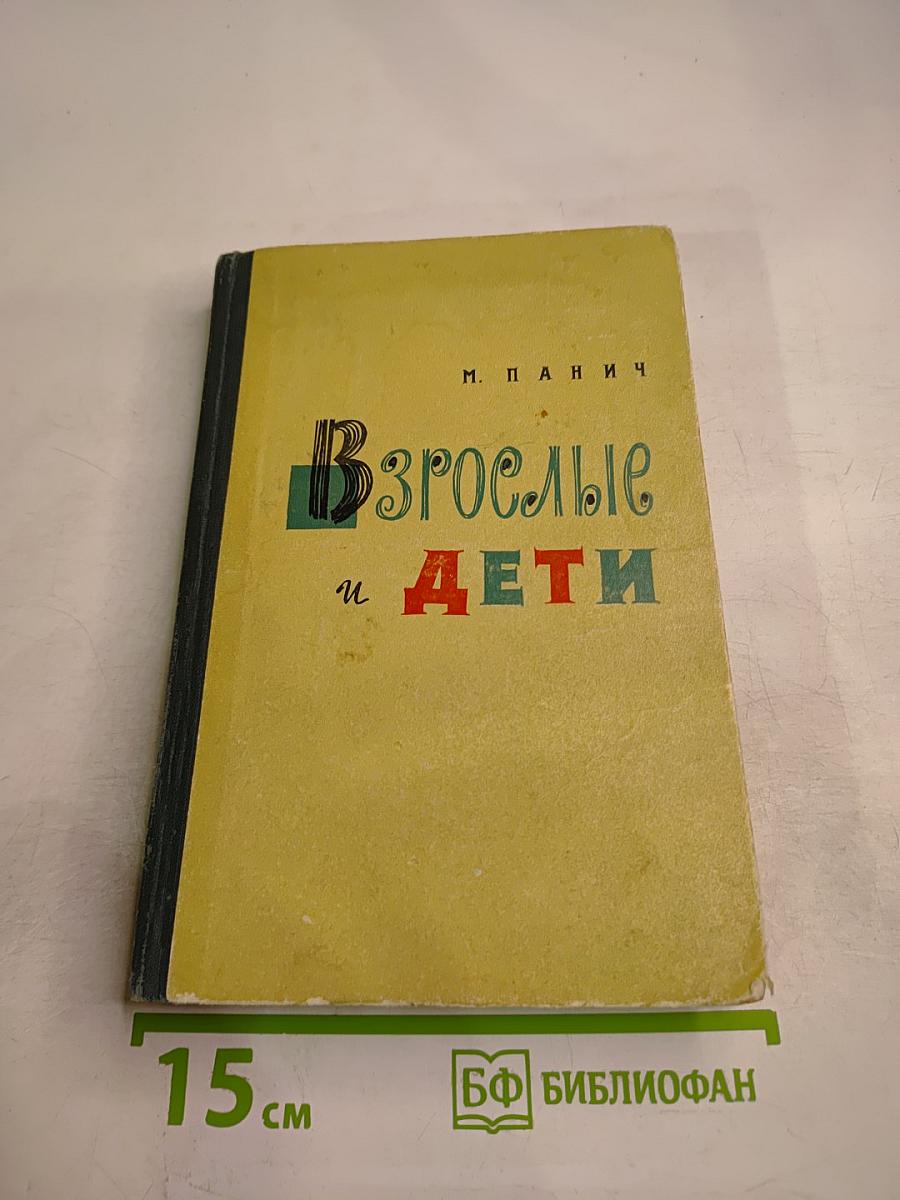 М. ПАНИЧ
Взрослые
и ДЕТИ
15 см
БФ БИБЛИОФАН